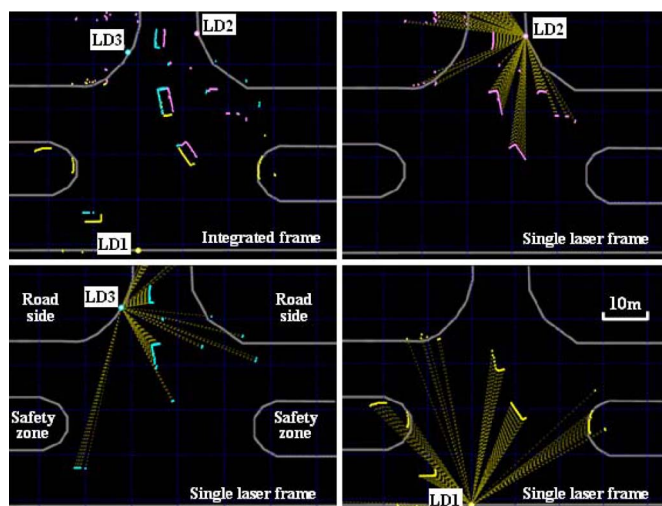 LD3
LD2
LD1
Integrated frame
LD2
Single laser frame
LD3
Road
side
Road
side
Safety
zone
Safety
zone
Single laser frame
10m
LD1
Single laser frame